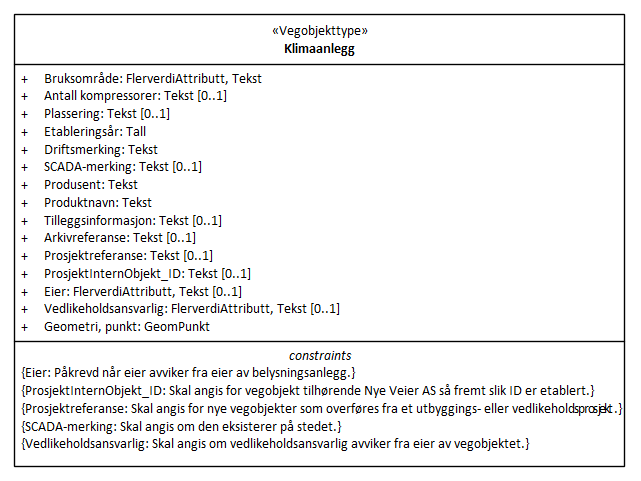 «Vegobjekttype»
Klimaanlegg
+ Bruksområde: FlerverdiAttributt, Tekst
+ Antall kompressorer: Tekst [0..1]
+ Plassering: Tekst [0..1]
+ Etableringsår: Tall
+ Driftsmerking: Tekst
+ SCADA-merking: Tekst [0..1]
+ Produsent: Tekst
+ Produktnavn: Tekst
+ Tilleggsinformasjon: Tekst [0..1]
+ Arkivreferanse: Tekst [0..1]
+ Prosjektreferanse: Tekst [0..1]
+ ProsjektInternObjekt_ID: Tekst [0..1]
+ Eier: FlerverdiAttributt, Tekst [0..1]
+ Vedlikeholdsansvarlig: FlerverdiAttributt, Tekst [0..1]
+ Geometri, punkt: GeomPunkt
constraints
{Eier: Påkrevd når eier avviker fra eier av belysningsanlegg.}
{ProsjektInternObjekt_ID: Skal angis for vegobjekt tilhørende Nye Veier AS så fremt slik ID er etablert.}
{Prosjektreferanse: Skal angis for nye vegobjekter som overføres fra et utbyggings- eller vedlikeholdsprosjekt.}
{SCADA-merking: Skal angis om den eksisterer på stedet.}
{Vedlikeholdsansvarlig: Skal angis om vedlikeholdsansvarlig avviker fra eier av vegobjektet.}